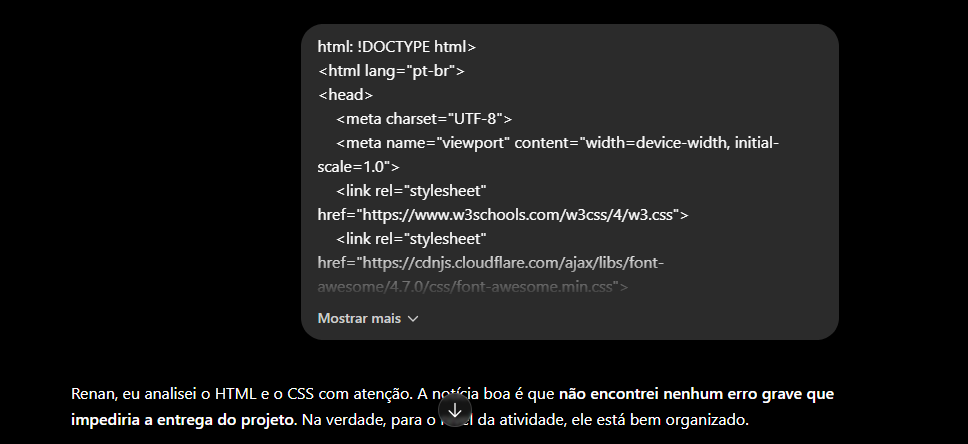 html: !DOCTYPE html>
<html lang="pt-br">
<head>
<meta charset="UTF-8">
<meta name="viewport" content="width=device-width, initial-
scale=1.0">
<link rel="stylesheet"
href="https://www.w3schools.com/w3css/4/w3.css">
<link rel="stylesheet"
href="https://cdnjs.cloudflare.com/ajax/libs/font-
awesome/4.7.0/css/font-awesome.min.css">
Mostrar mais
Renan, eu analisei o HTML e o CSS com atenção. A notícia boa é que não encontrei nenhum erro grave que
impediria a entrega do projeto. Na verdade, para o da atividade, ele está bem organizado.